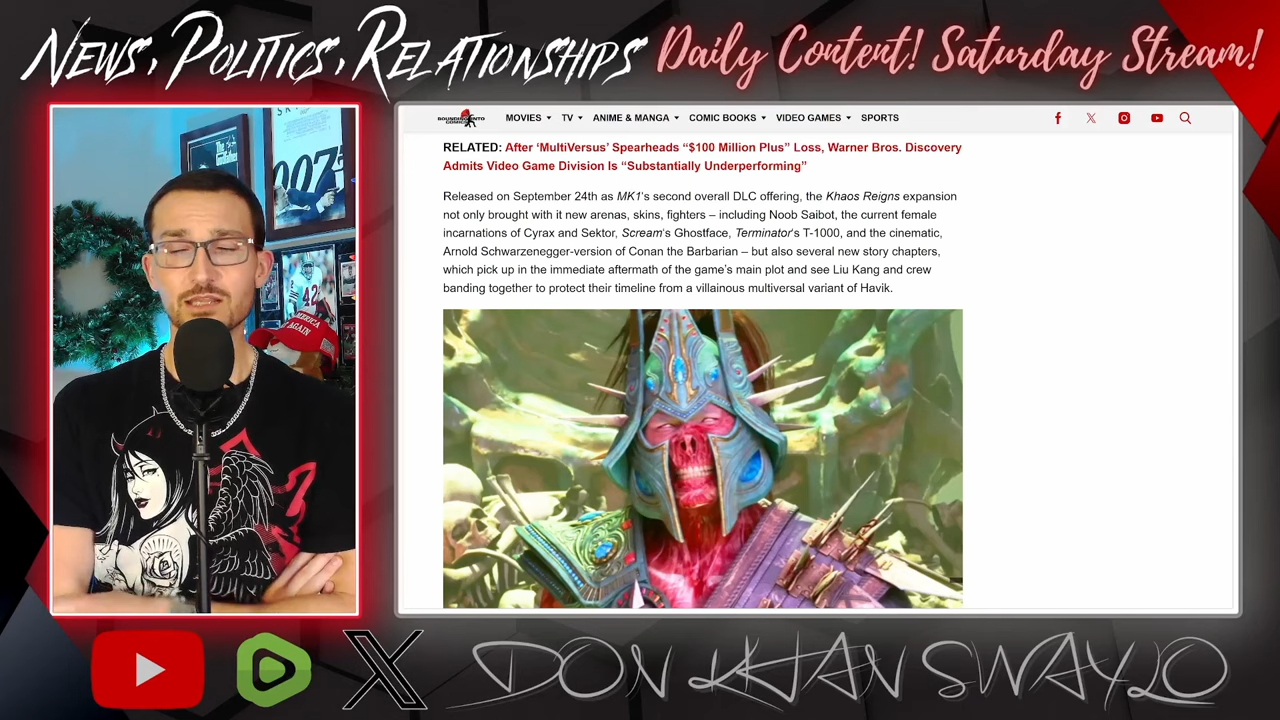 News, Politics, Relationships Daily Content! Saturday Stream!
BOUNDING INTO
COMICS
MOVIES TV ANIME & MANGA COMIC BOOKS VIDEO GAMES SPORTS
RELATED: After ‘MultiVersus’ Spearheads “$100 Million Plus” Loss, Warner Bros. Discovery
Admits Video Game Division Is “Substantially Underperforming”
Released on September 24th as MK1's second overall DLC offering, the Khaos Reigns expansion
not only brought with it new arenas, skins, fighters – including Noob Saibot, the current female
incarnations of Cyrax and Sektor, Scream's Ghostface, Terminator's T-1000, and the cinematic,
Arnold Schwarzenegger-version of Conan the Barbarian – but also several new story chapters,
which pick up in the immediate aftermath of the game's main plot and see Liu Kang and crew
banding together to protect their timeline from a villainous multiversal variant of Havik.
007
42
AMERICA
AGAIN
DON KHAN SWAYLO